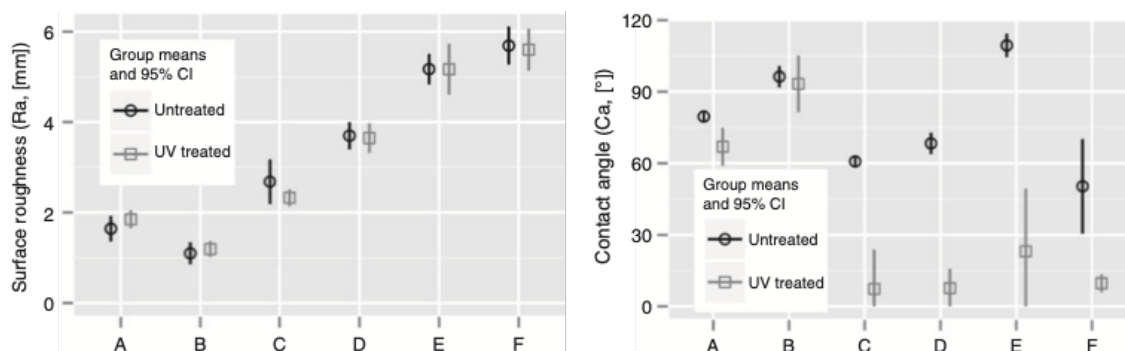 Surface roughness (Ra, [mm])
6
4
2
0
Group means
and 95% CI
Untreated
UV treated
A B C D E F
Contact angle (Ca, [°])
120
90
60
30
0
Group means
and 95% CI
Untreated
UV treated
A B C D E F